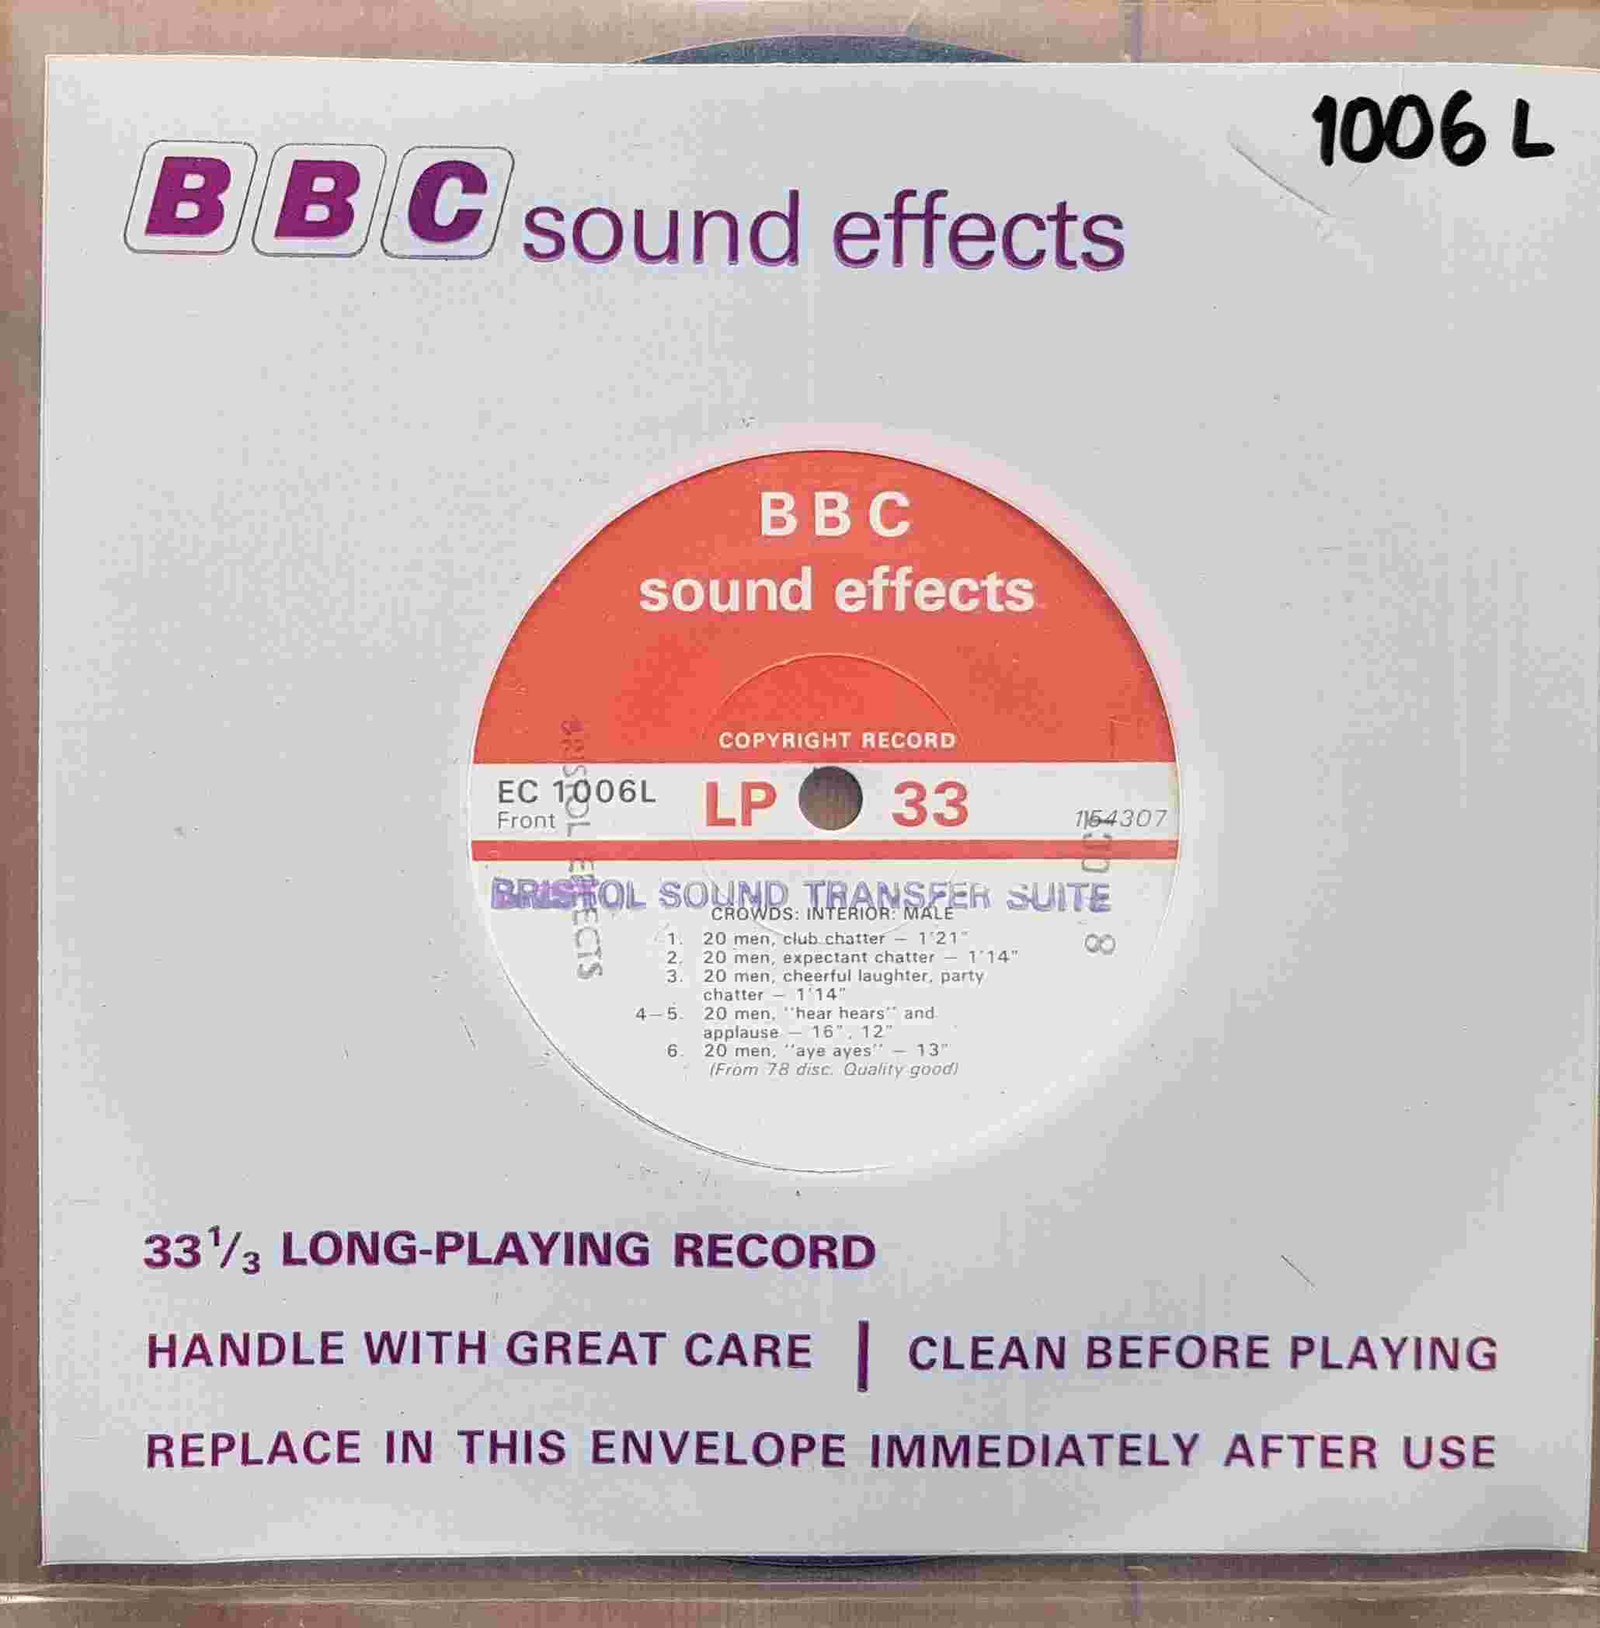 1006 L
BBC sound effects
BBC
sound effects
COPYRIGHT RECORD
EC 1006L
Front
LP 33
BRISTOL EFFECTS
BRISTOL SOUND TRANSFER SUITE
CROWDS: INTERIOR: MALE
1. 20 men, club chatter — 1'21"
2. 20 men, expectant chatter — 1'14"
3. 20 men, cheerful laughter, party
chatter — 1'14"
4—5. 20 men, "hear hears" and
applause — 16", 12"
6. 20 men, "aye ayes" — 13"
(From 78 disc. Quality good)
33 1/3 LONG-PLAYING RECORD
HANDLE WITH GREAT CARE | CLEAN BEFORE PLAYING
REPLACE IN THIS ENVELOPE IMMEDIATELY AFTER USE